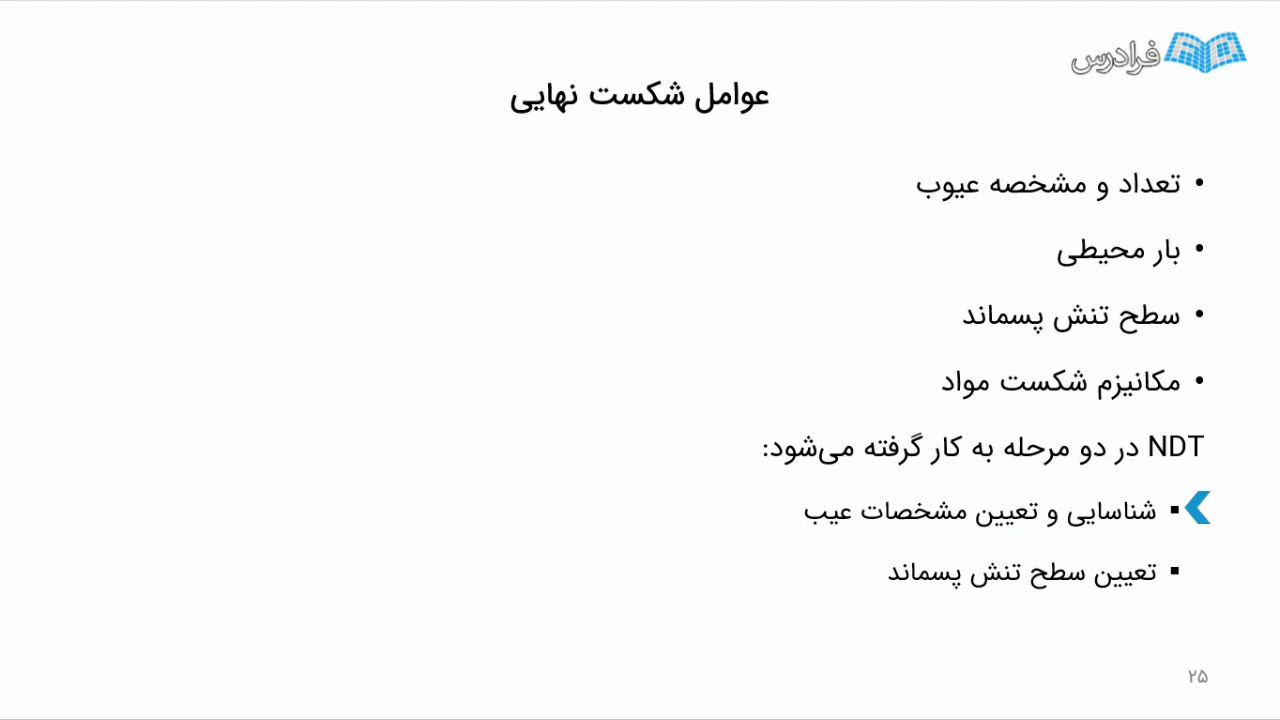 فرادرس
عوامل شکست نهایی
• تعداد و مشخصه عیوب
• بار محیطی
• سطح تنش پسماند
• مکانیزم شکست مواد
NDT در دو مرحله به کار گرفته می‌شود:
▪ شناسایی و تعیین مشخصات عیب
▪ تعیین سطح تنش پسماند
۲۵